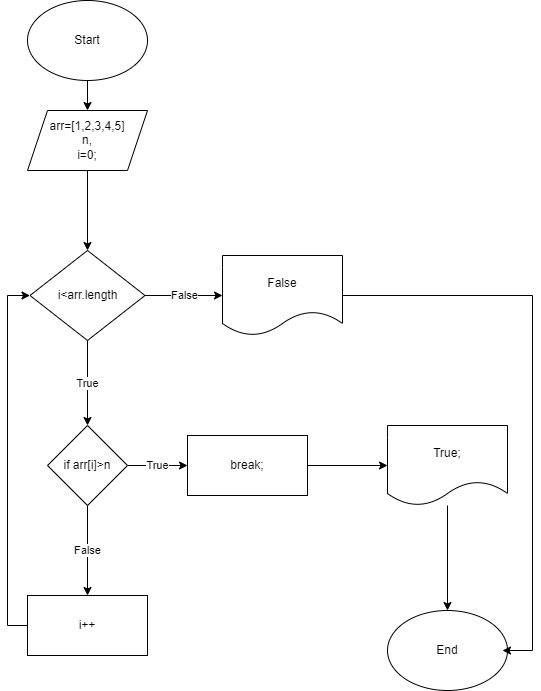 Start
arr=[1,2,3,4,5]
n,
i=0;
i<arr.length
False
False
True
if arr[i]>n
True
break;
True;
False
i++
End